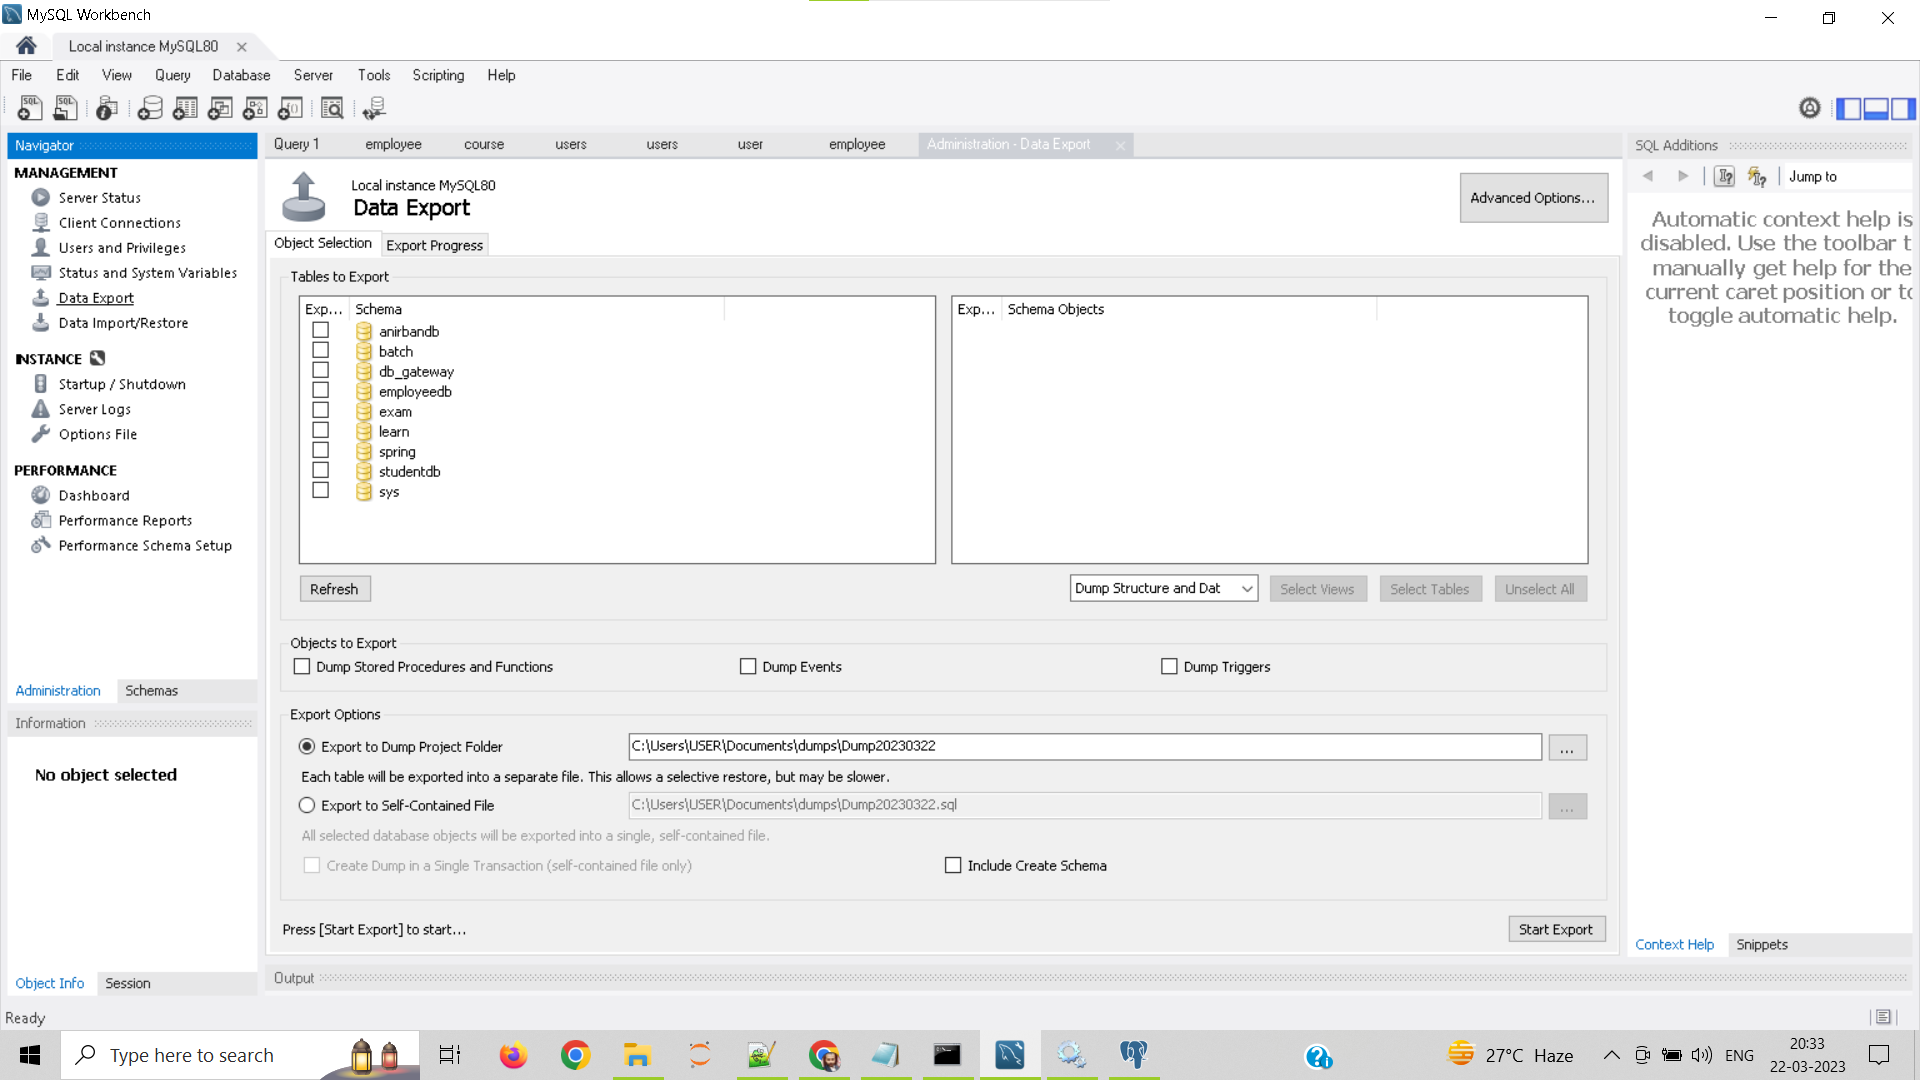 MySQL Workbench
Local instance MySQL80
File Edit View Query Database Server Tools Scripting Help
Navigator
MANAGEMENT
Server Status
Client Connections
Users and Privileges
Status and System Variables
Data Export
Data Import/Restore
INSTANCE
Startup / Shutdown
Server Logs
Options File
PERFORMANCE
Dashboard
Performance Reports
Performance Schema Setup
Administration Schemas
Information
No object selected
Object Info Session
Query 1 employee course users users user employee Administration - Data Export
Local instance MySQL80
Data Export
Advanced Options...
Object Selection Export Progress
Tables to Export
Exp... Schema
anirbandb
batch
db_gateway
employeedb
exam
learn
spring
studentdb
sys
Exp... Schema Objects
Refresh
Dump Structure and Dat Select Views Select Tables Unselect All
Objects to Export
Dump Stored Procedures and Functions Dump Events Dump Triggers
Export Options
Export to Dump Project Folder C:\Users\USER\Documents\dumps\Dump20230322 ...
Each table will be exported into a separate file. This allows a selective restore, but may be slower.
Export to Self-Contained File C:\Users\USER\Documents\dumps\Dump20230322.sql ...
All selected database objects will be exported into a single, self-contained file.
Create Dump in a Single Transaction (self-contained file only) Include Create Schema
Press [Start Export] to start...
Start Export
Output
SQL Additions
Jump to
Automatic context help is
disabled. Use the toolbar t
manually get help for the
current caret position or to
toggle automatic help.
Context Help Snippets
Ready
Type here to search
27°C Haze
ENG
20:33
22-03-2023